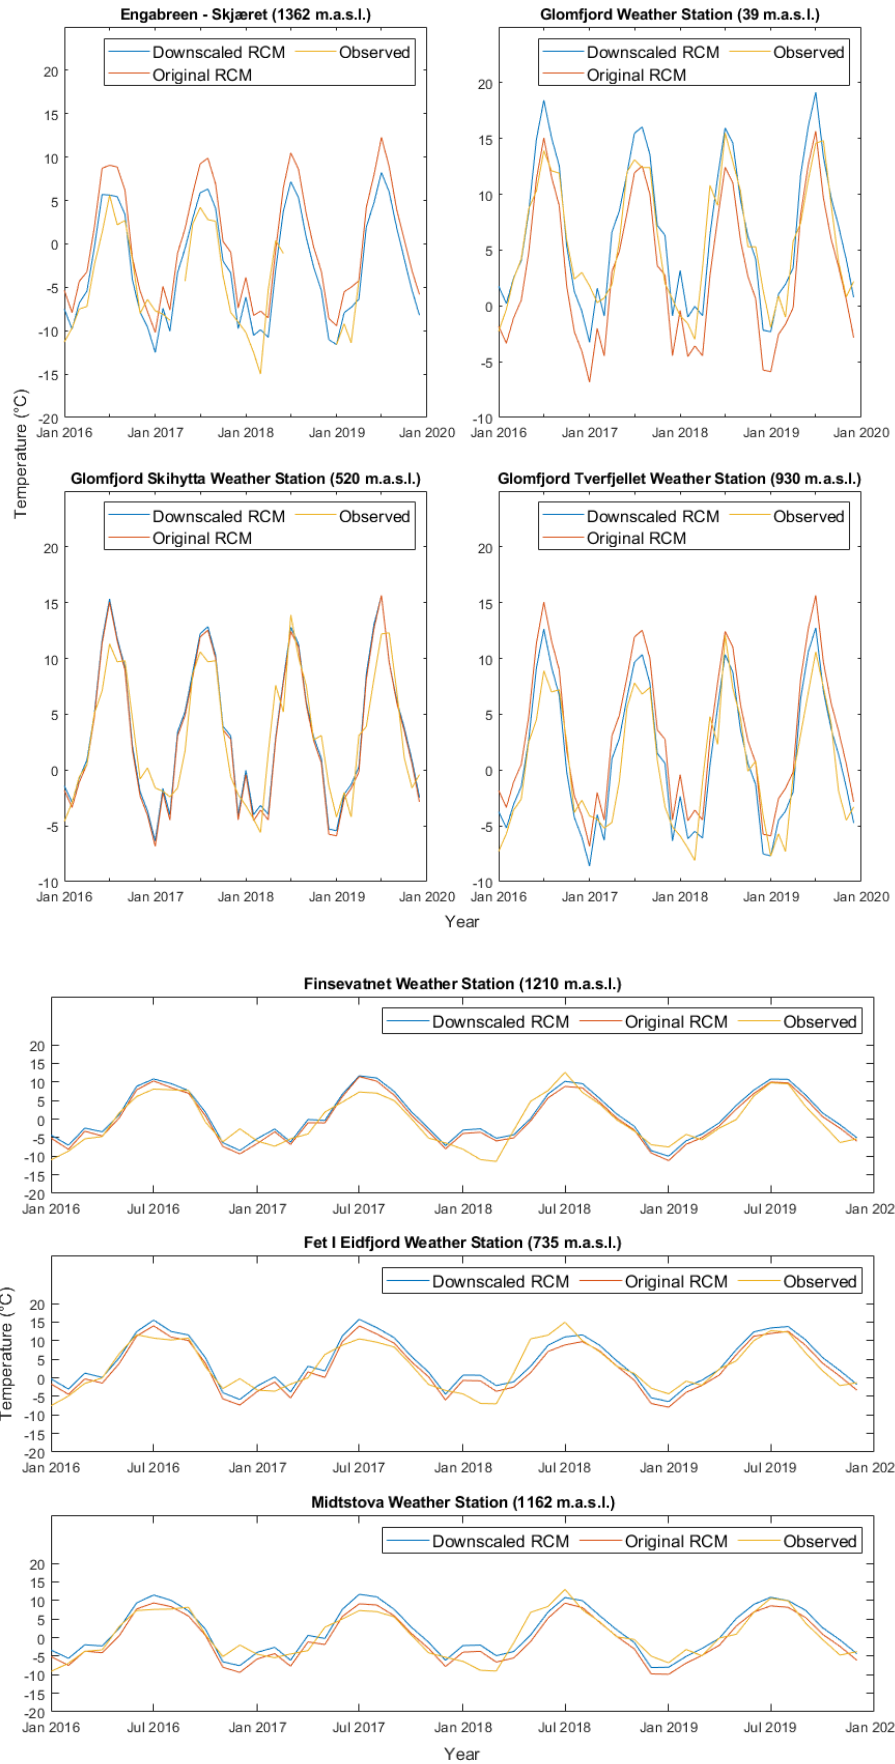 Engabreen - Skjæret (1362 m.a.s.l.)
Downscaled RCM
Observed
Original RCM
20
15
10
5
0
-5
-10
-15
-20
Jan 2016
Jan 2017
Jan 2018
Jan 2019
Jan 2020
Glomfjord Weather Station (39 m.a.s.l.)
Downscaled RCM
Observed
Original RCM
20
15
10
5
0
-5
-10
Jan 2016
Jan 2017
Jan 2018
Jan 2019
Jan 2020
Temperature (°C)
Glomfjord Skihytta Weather Station (520 m.a.s.l.)
Downscaled RCM
Observed
Original RCM
20
15
10
5
0
-5
-10
Jan 2016
Jan 2017
Jan 2018
Jan 2019
Jan 2020
Glomfjord Tverfjellet Weather Station (930 m.a.s.l.)
Downscaled RCM
Observed
Original RCM
20
15
10
5
0
-5
-10
Jan 2016
Jan 2017
Jan 2018
Jan 2019
Jan 2020
Year
Finsevatnet Weather Station (1210 m.a.s.l.)
Downscaled RCM
Original RCM
Observed
20
15
10
5
0
-5
-10
-15
-20
Jan 2016
Jul 2016
Jan 2017
Jul 2017
Jan 2018
Jul 2018
Jan 2019
Jul 2019
Jan 202
Fet I Eidfjord Weather Station (735 m.a.s.l.)
Downscaled RCM
Original RCM
Observed
20
15
10
5
0
-5
-10
-15
-20
Jan 2016
Jul 2016
Jan 2017
Jul 2017
Jan 2018
Jul 2018
Jan 2019
Jul 2019
Jan 202
Temperature (°C)
Midtstova Weather Station (1162 m.a.s.l.)
Downscaled RCM
Original RCM
Observed
20
15
10
5
0
-5
-10
-15
-20
Jan 2016
Jul 2016
Jan 2017
Jul 2017
Jan 2018
Jul 2018
Jan 2019
Jul 2019
Jan 202
Year